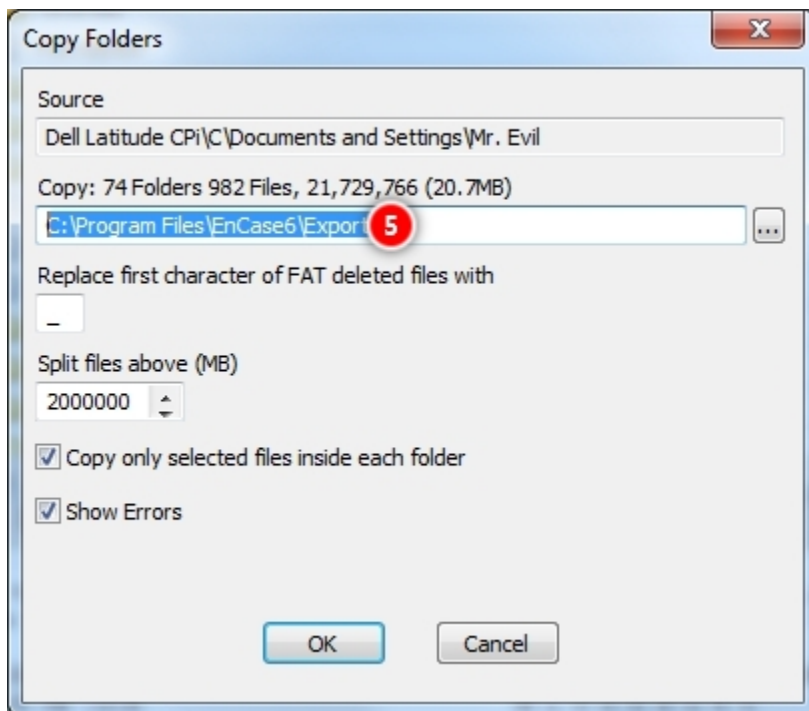 Copy Folders
Source
Dell Latitude CPi\C\Documents and Settings\Mr. Evil
Copy: 74 Folders 982 Files, 21,729,766 (20.7MB)
C:\Program Files\EnCase6\Export
5
...
Replace first character of FAT deleted files with
_
Split files above (MB)
2000000
Copy only selected files inside each folder
Show Errors
OK Cancel